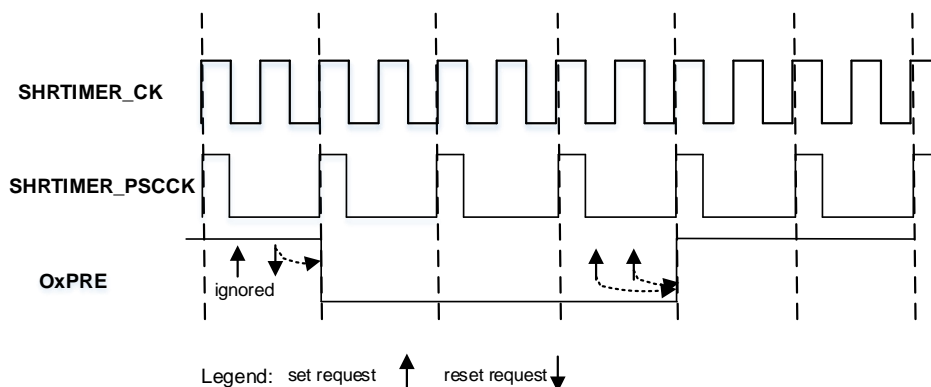 SHRTIMER_CK
SHRTIMER_PSCCK
OxPRE
ignored
Legend: set request reset request